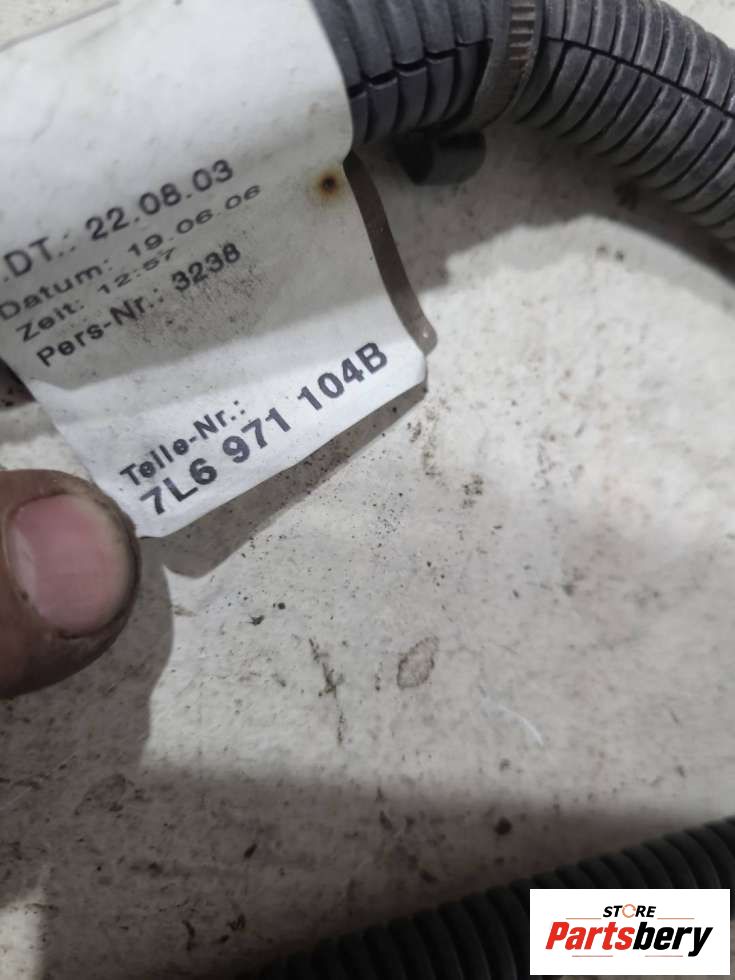 .DT.: 22.08.03
Datum: 19.06.06
Zeit: 12:57
Pers-Nr.: 3238
Teile-Nr.:
7L6 971 104B
STORE
Partsbery